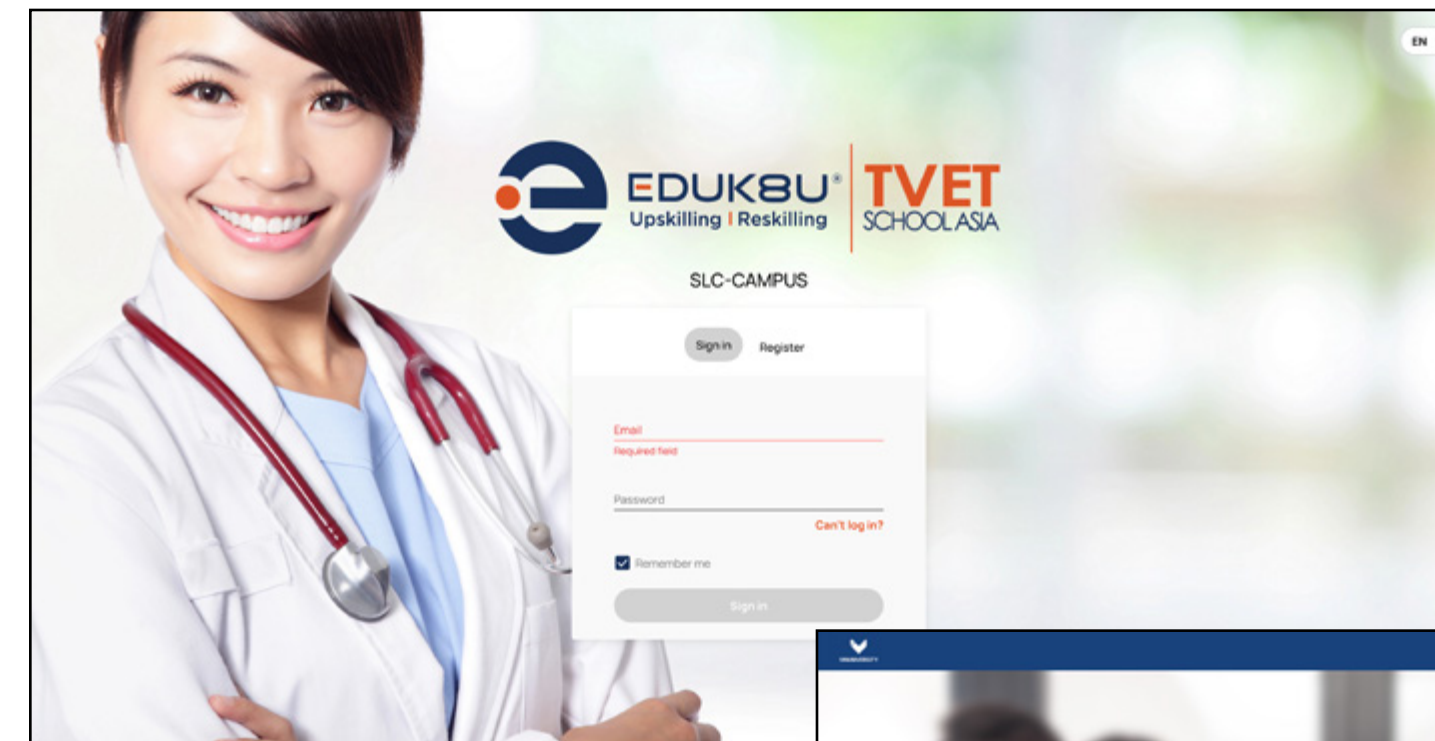 EN
EDUK8U®
Upskilling | Reskilling
TVET
SCHOOL ASIA
SLC-CAMPUS
Sign in Register
Email
Required field
Password
Can't log in?
Remember me
Sign in